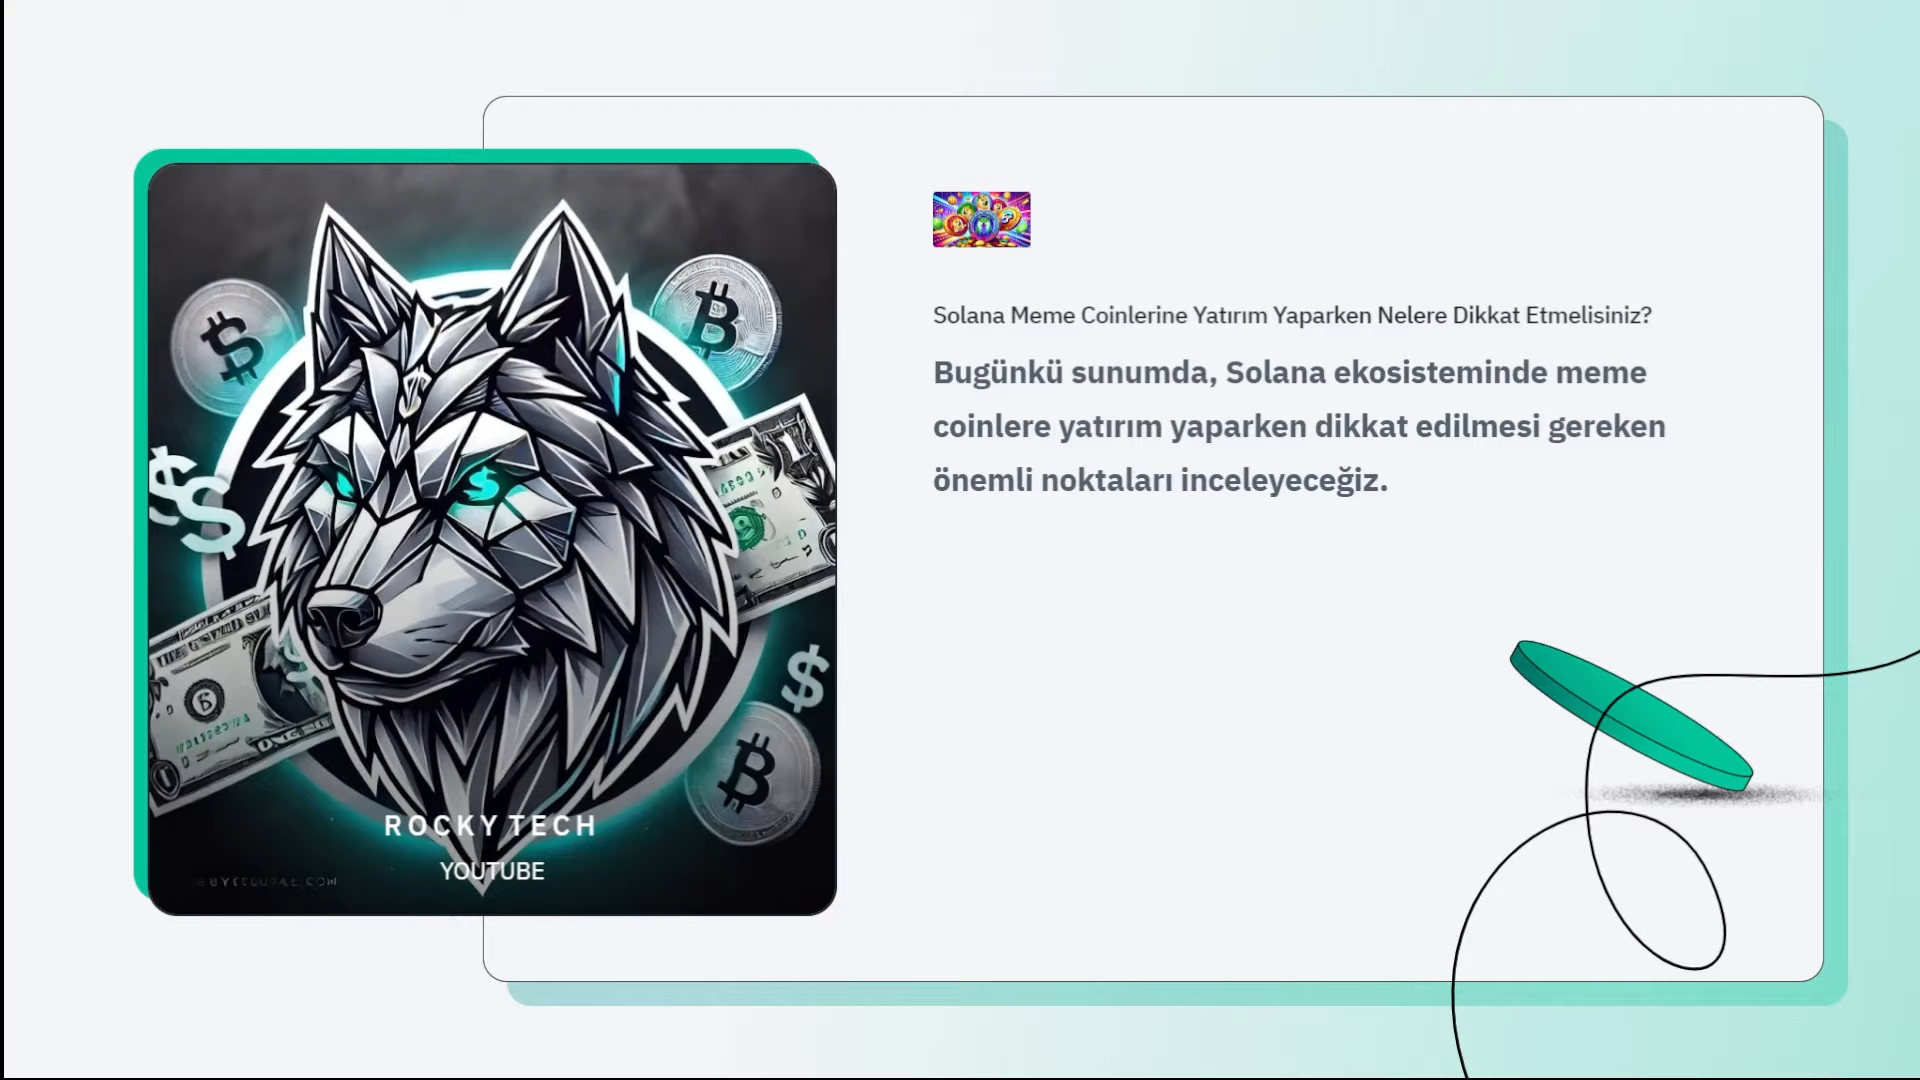 Solana Meme Coinlerine Yatırım Yaparken Nelere Dikkat Etmelisiniz?
Bugünkü sunumda, Solana ekosisteminde meme
coinlere yatırım yaparken dikkat edilmesi gereken
önemli noktaları inceleyeceğiz.
ROCKY TECH
YOUTUBE